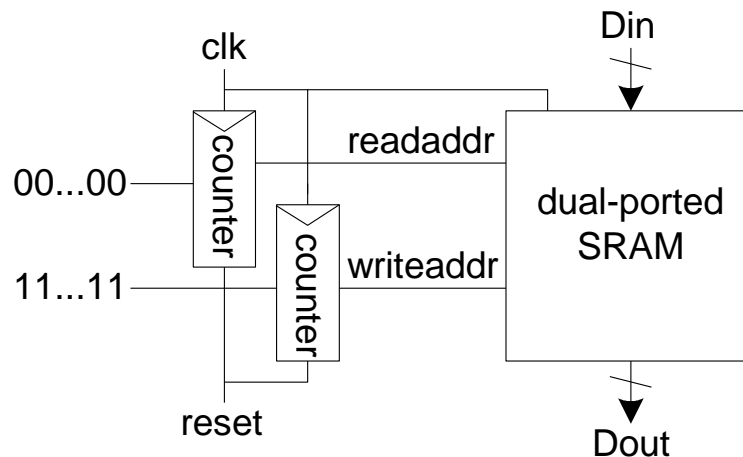 Din
clk
counter
readaddr
00...00
dual-ported
SRAM
counter
11...11
writeaddr
reset
Dout